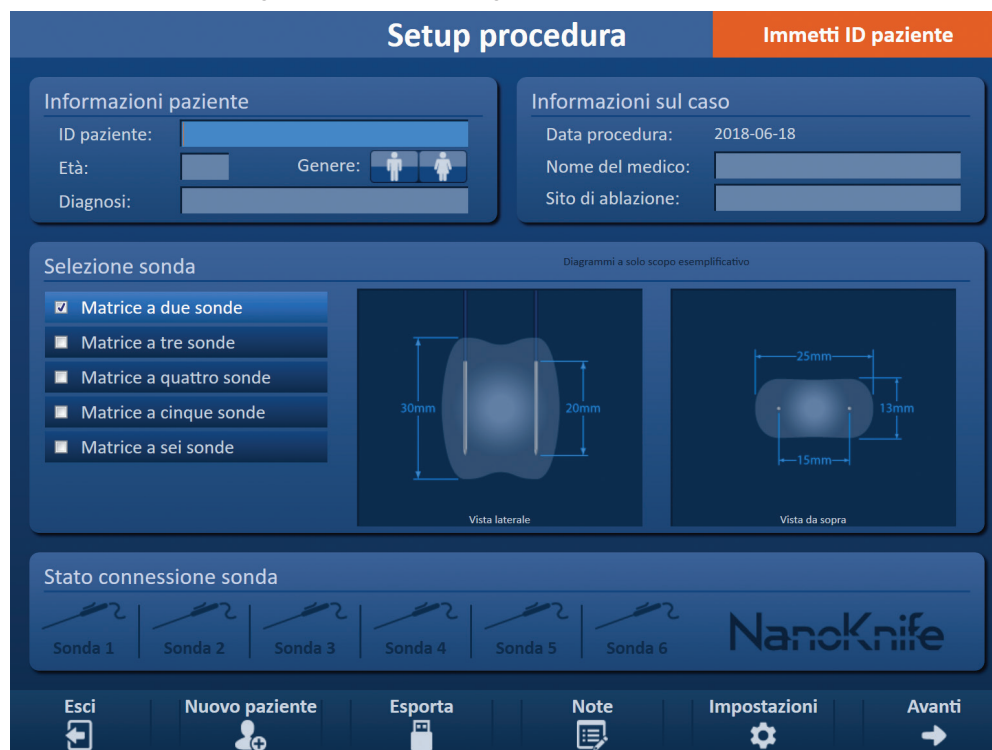 Setup procedura
Immetti ID paziente
Informazioni paziente
ID paziente:
Età:
Genere:
Diagnosi:
Informazioni sul caso
Data procedura: 2018-06-18
Nome del medico:
Sito di ablazione:
Selezione sonda
Diagrammi a solo scopo esemplificativo
Matrice a due sonde
Matrice a tre sonde
Matrice a quattro sonde
Matrice a cinque sonde
Matrice a sei sonde
30mm
20mm
Vista laterale
25mm
13mm
15mm
Vista da sopra
Stato connessione sonda
Sonda 1
Sonda 2
Sonda 3
Sonda 4
Sonda 5
Sonda 6
NanoKnife
Esci
Nuovo paziente
Esporta
Note
Impostazioni
Avanti